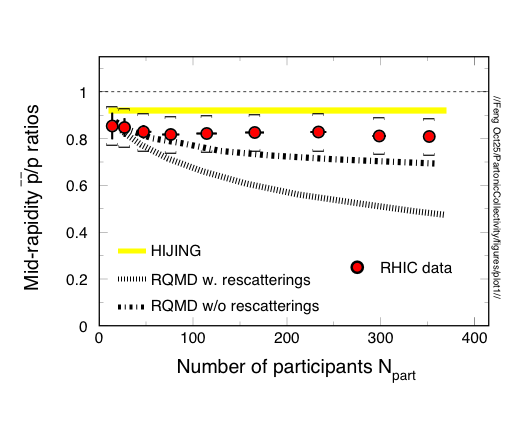 1
0.8
0.6
0.4
0.2
0
0
100
200
300
400
Mid-rapidity p̄/p ratios
Number of participants Npart
HIJING
RQMD w. rescatterings
RQMD w/o rescatterings
RHIC data
//Feng Oct25/PartonicCollectivity/figures/plot1//